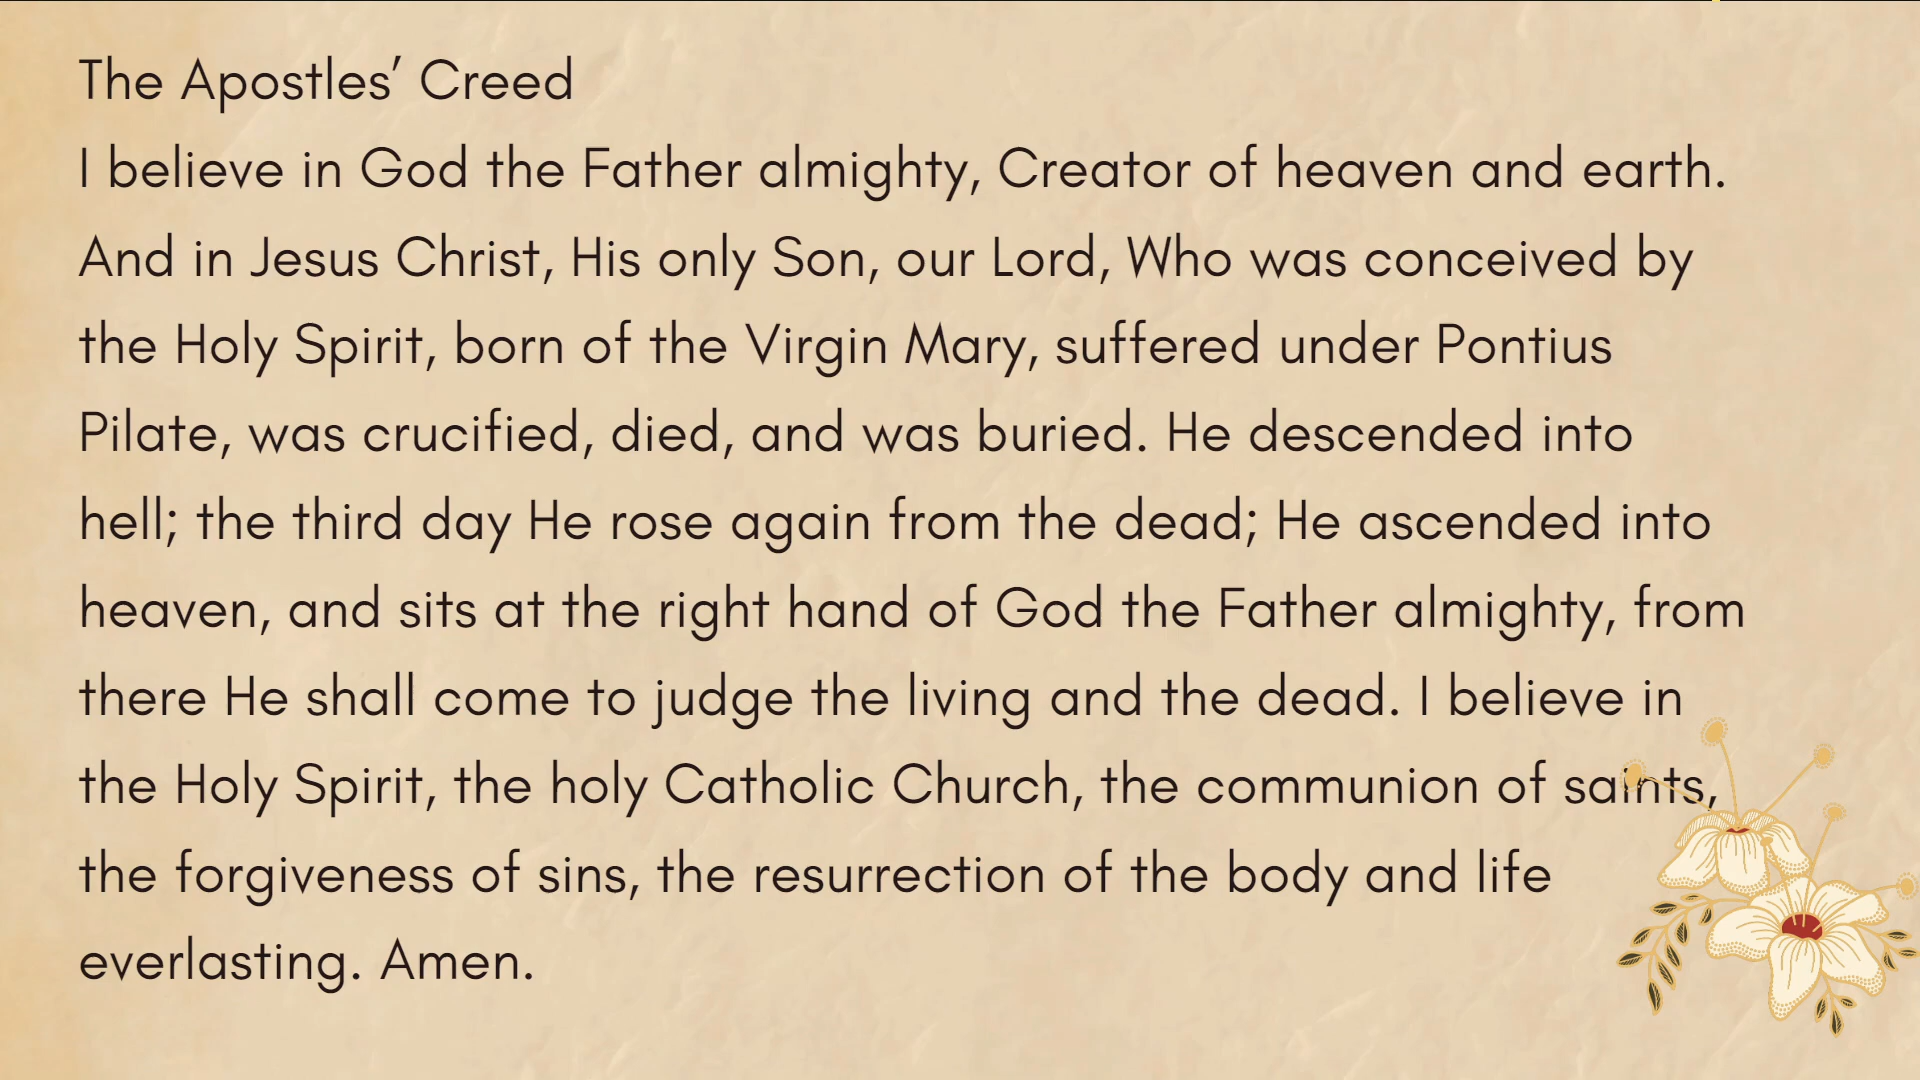 The Apostles’ Creed
I believe in God the Father almighty, Creator of heaven and earth.
And in Jesus Christ, His only Son, our Lord, Who was conceived by
the Holy Spirit, born of the Virgin Mary, suffered under Pontius
Pilate, was crucified, died, and was buried. He descended into
hell; the third day He rose again from the dead; He ascended into
heaven, and sits at the right hand of God the Father almighty, from
there He shall come to judge the living and the dead. I believe in
the Holy Spirit, the holy Catholic Church, the communion of saints,
the forgiveness of sins, the resurrection of the body and life
everlasting. Amen.